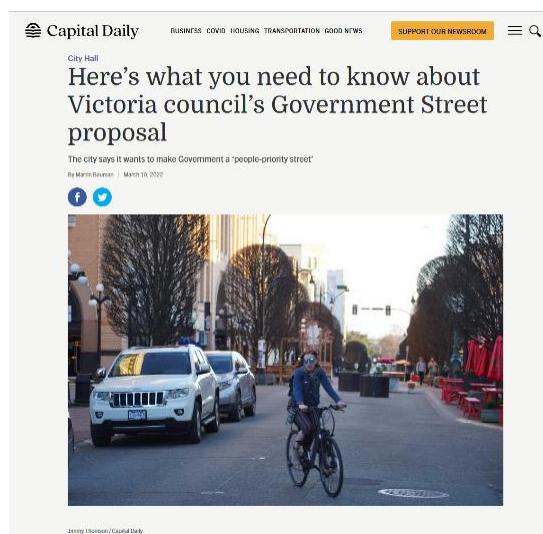 Capital Daily
BUSINESS COVID HOUSING TRANSPORTATION GOOD NEWS
SUPPORT OUR NEWSROOM
City Hall
Here's what you need to know about
Victoria council's Government Street
proposal
The city says it wants to make Government a 'people-priority street'
By Martin Bauman | March 10, 2022
Jimmy Thomson / Capital Daily